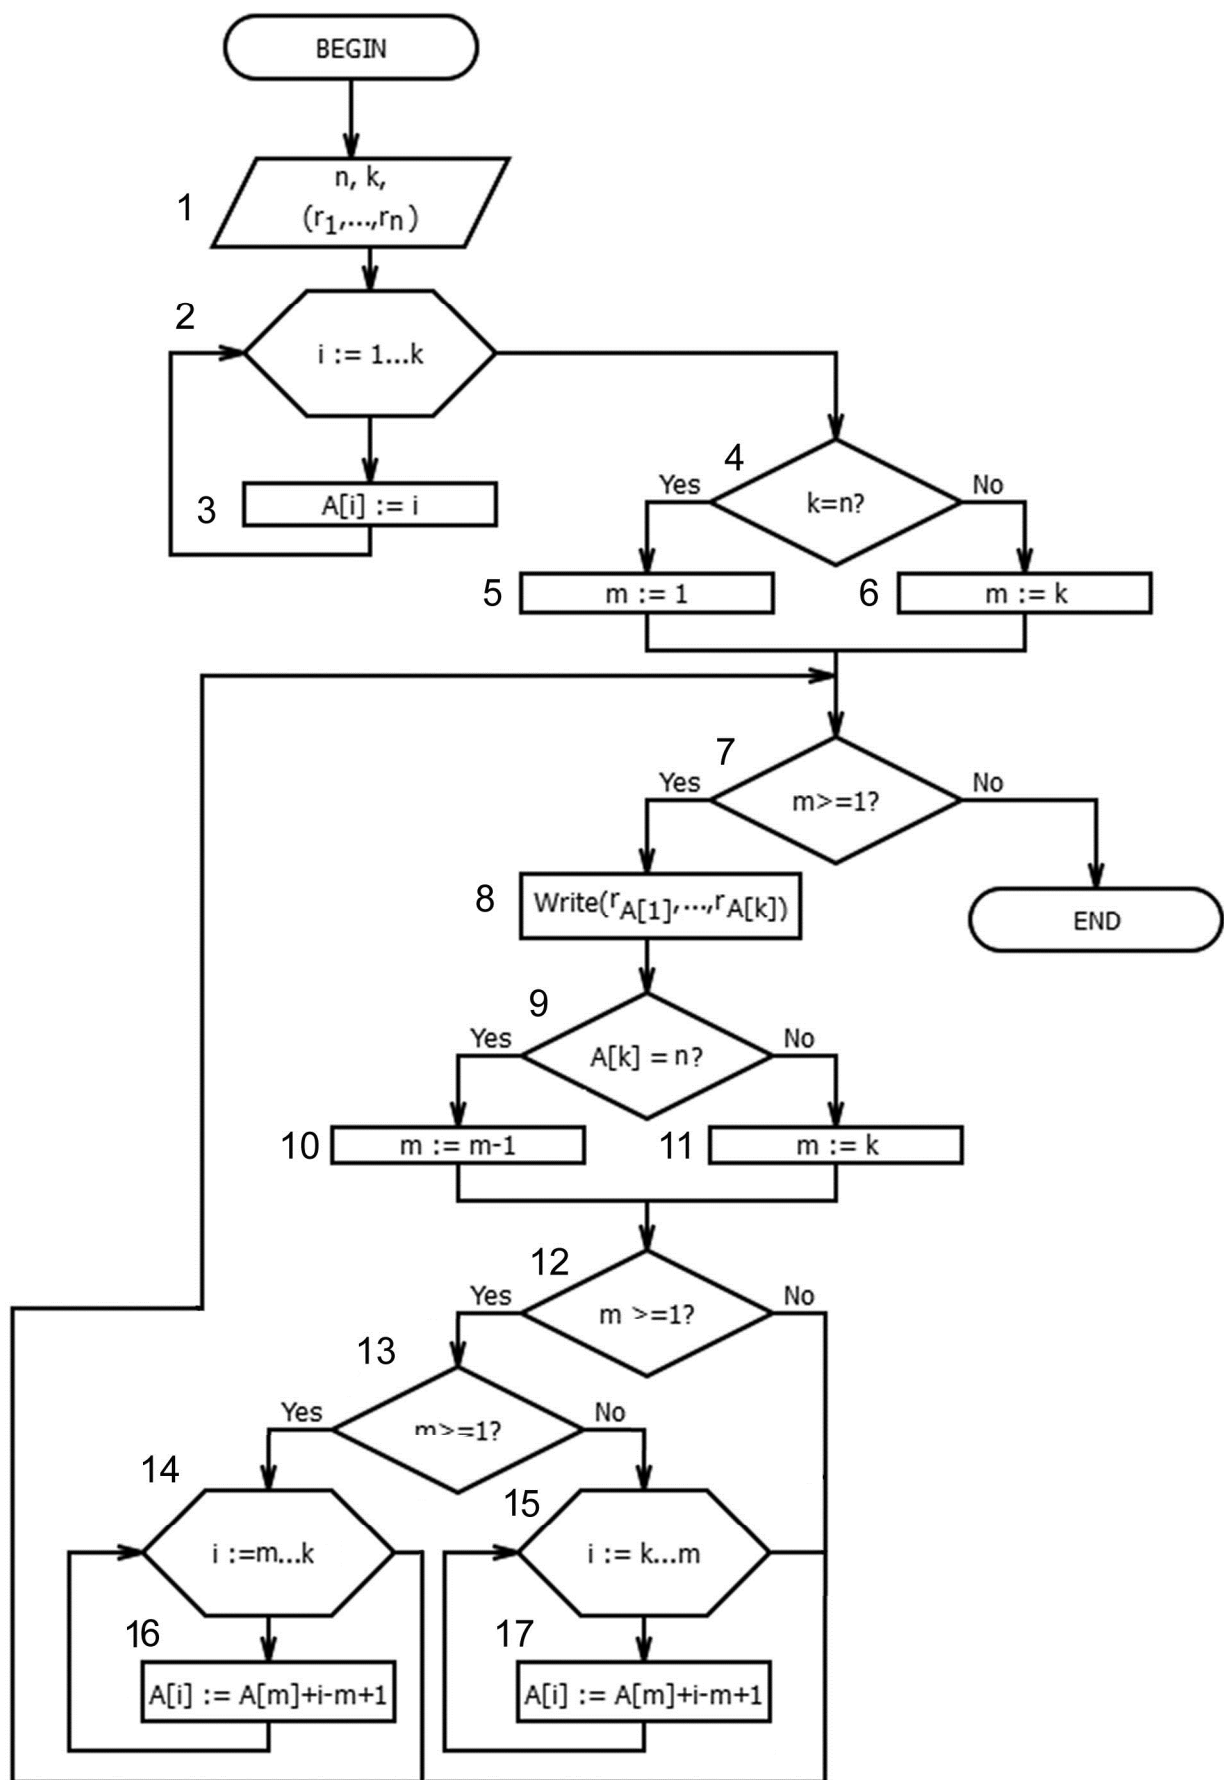 BEGIN
1
n, k,
(r1,...,rn)
2
i := 1...k
3
A[i] := i
4
Yes
k=n?
No
5
m := 1
6
m := k
7
Yes
m>=1?
No
8
Write(rA[1],...,rA[k])
END
9
Yes
A[k] = n?
No
10
m := m-1
11
m := k
12
Yes
m >=1?
No
13
Yes
m>=1?
No
14
i :=m...k
15
i := k...m
16
A[i] := A[m]+i-m+1
17
A[i] := A[m]+i-m+1